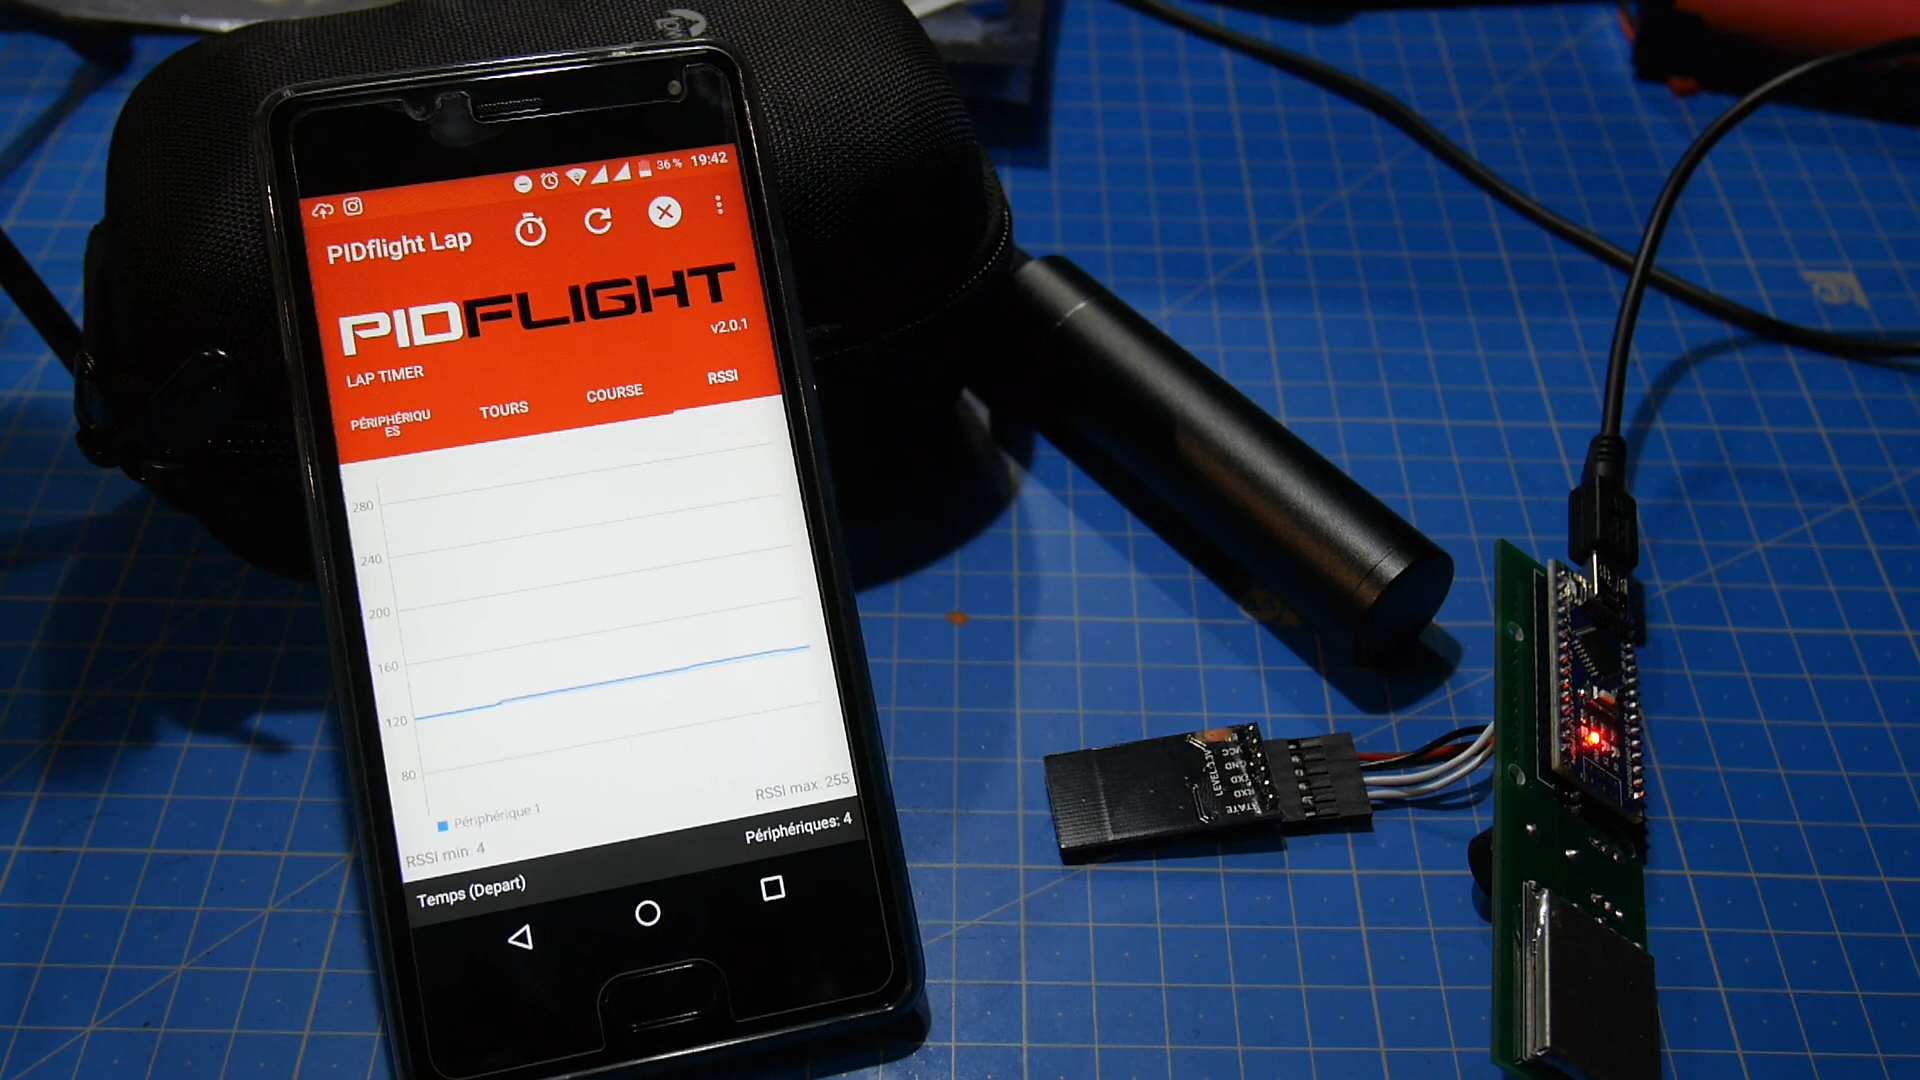 36 % 19:42
PIDflight Lap
PIDFLIGHT
v2.0.1
LAP TIMER
PÉRIPHÉRIQU
ES
TOURS
COURSE
RSSI
280
240
200
160
120
80
Périphérique 1
RSSI max: 255
RSSI min: 4
Périphériques: 4
Temps (Depart)
LEVEL:3.3V
EN
VCC
GND
TXD
RXD
STATE